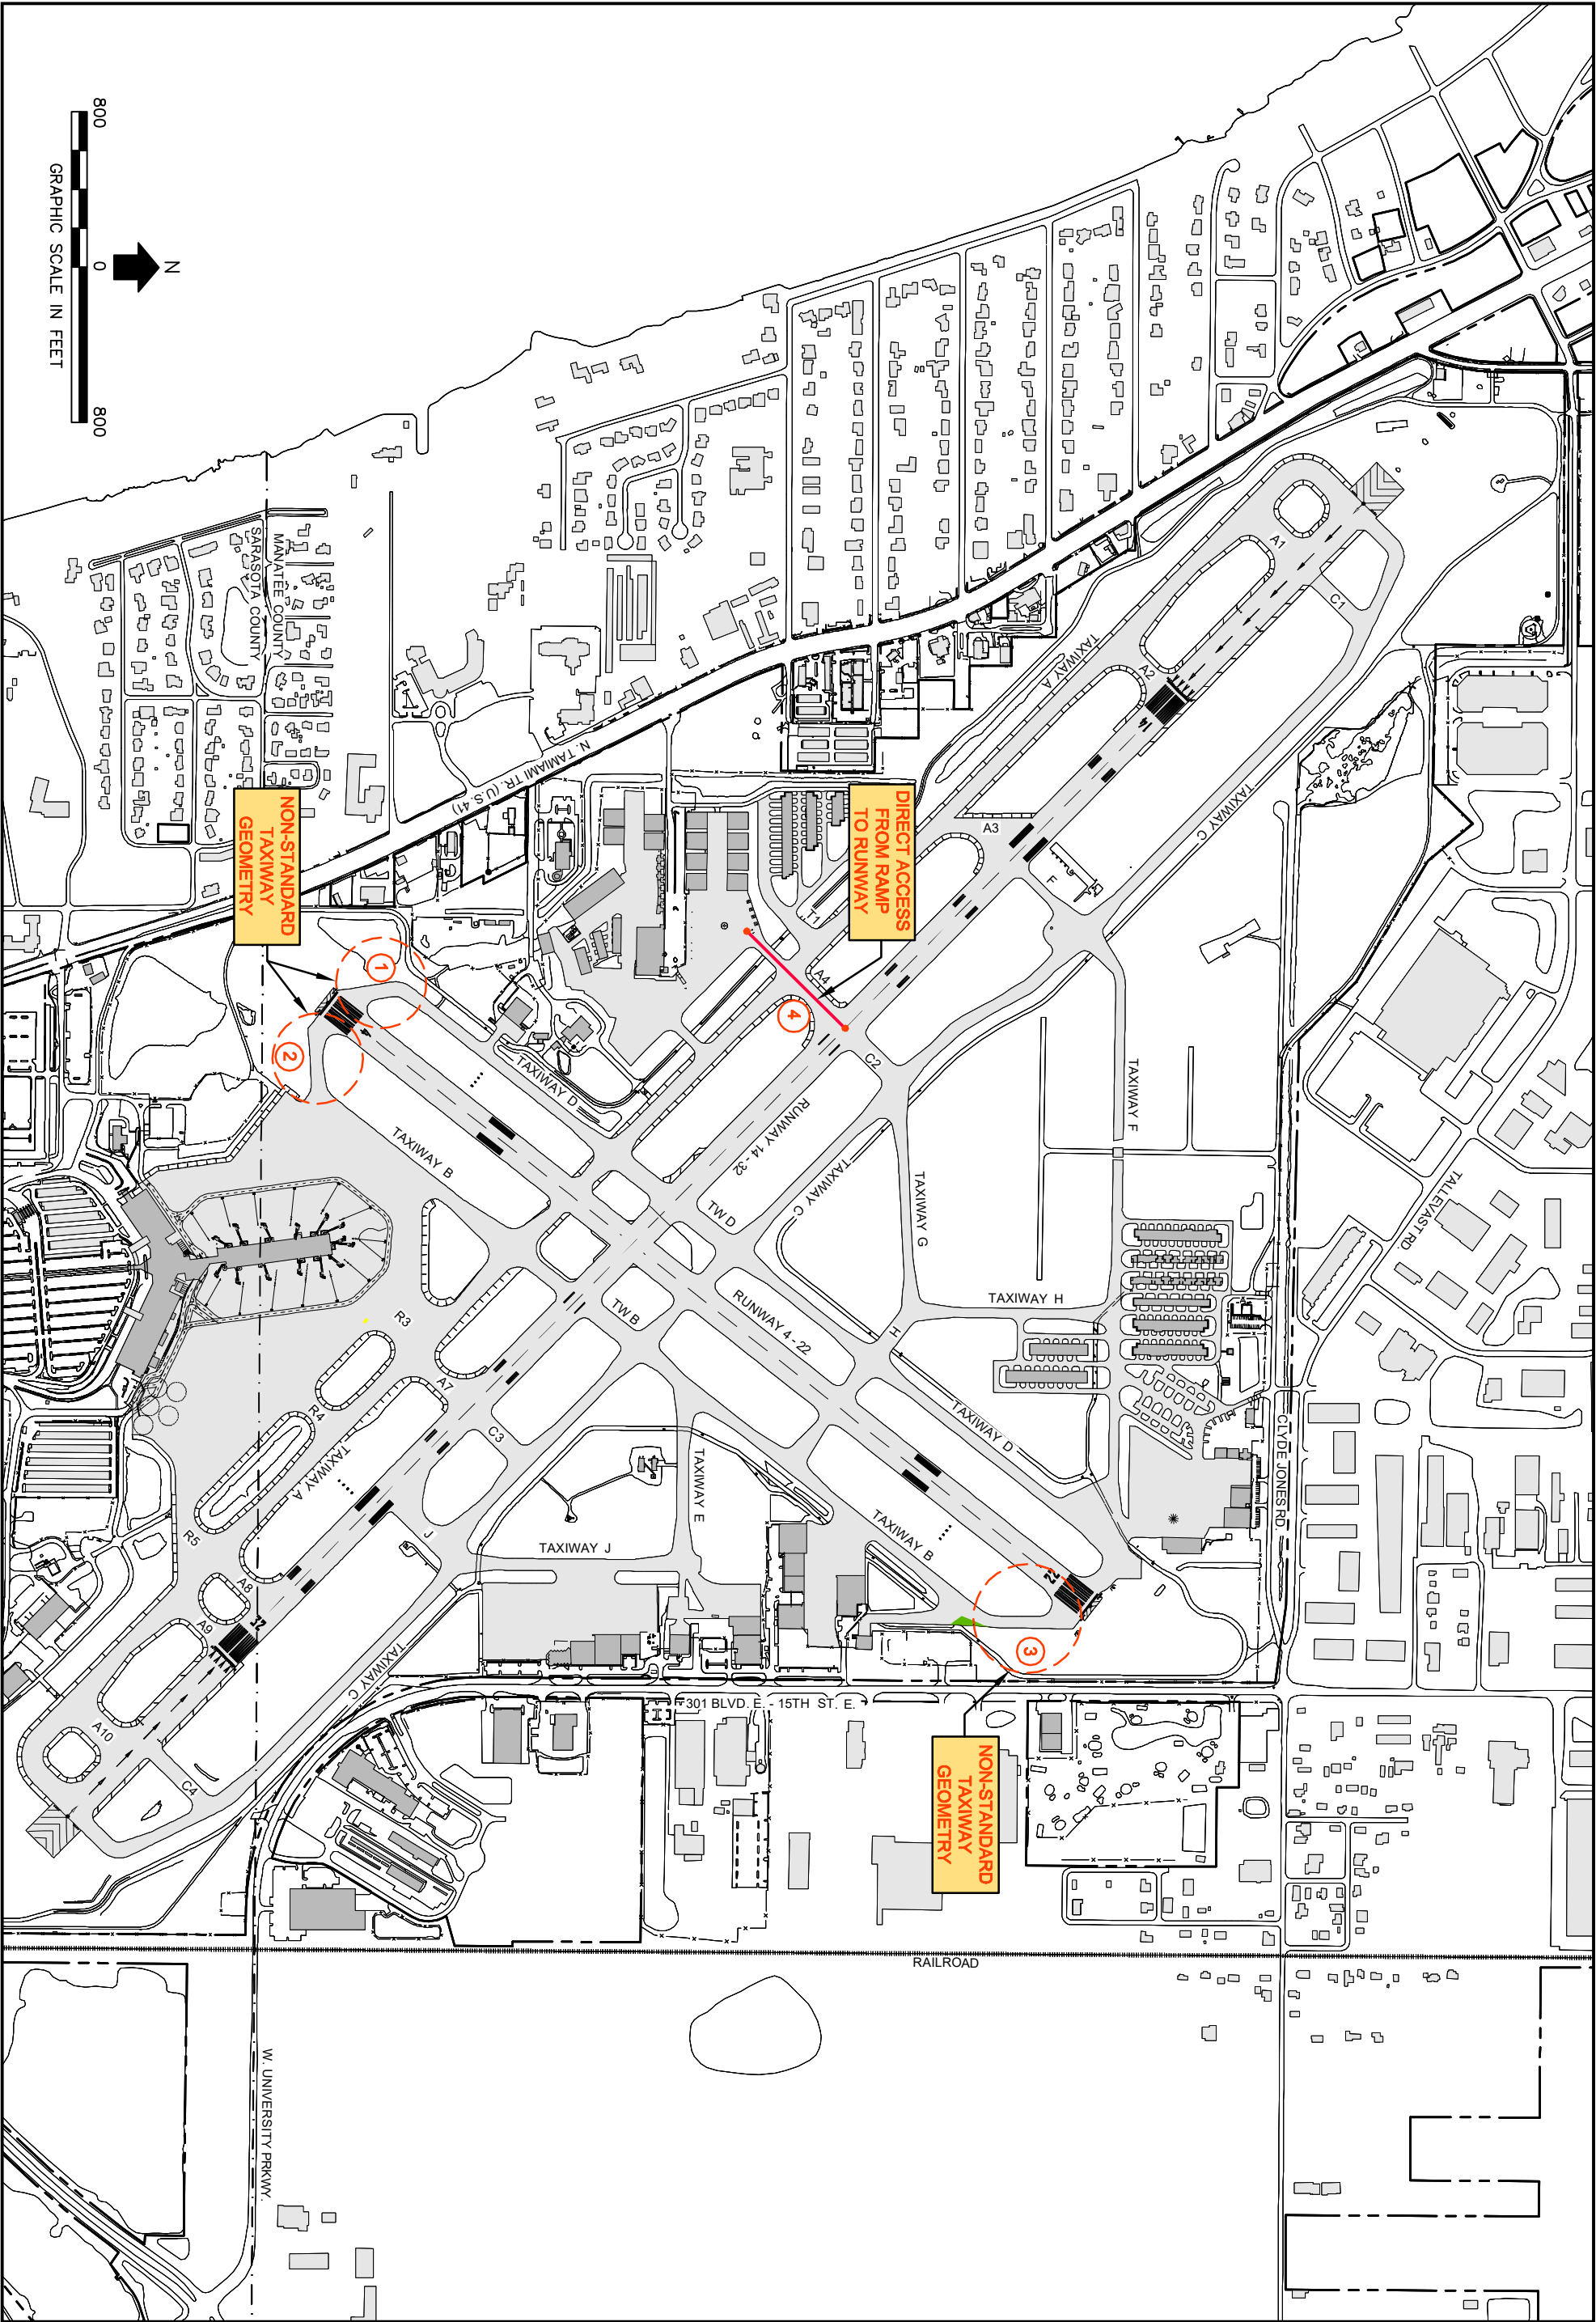 800
0
800
GRAPHIC SCALE IN FEET
N
A1
C1
A2
14
TAXIWAY A
TAXIWAY C
A3
F
DIRECT ACCESS
FROM RAMP
TO RUNWAY
T1
A4
4
C2
TAXIWAY F
N. TAMIAMI TR. (U.S. 41)
MANATEE COUNTY
SARASOTA COUNTY
NON-STANDARD
TAXIWAY
GEOMETRY
1
2
4
TAXIWAY D
TAXIWAY B
RUNWAY 14 - 32
TAXIWAY C
TAXIWAY G
TW D
TW B
RUNWAY 4 - 22
TAXIWAY H
H
TALLEVAST RD.
CLYDE JONES RD.
R3
A7
R4
TAXIWAY A
C3
TAXIWAY E
TAXIWAY D
TAXIWAY B
J
TAXIWAY J
R5
A8
A9
32
22
3
TAXIWAY C
A10
C4
301 BLVD. E. - 15TH ST. E.
NON-STANDARD
TAXIWAY
GEOMETRY
RAILROAD
W. UNIVERSITY PRKWY.